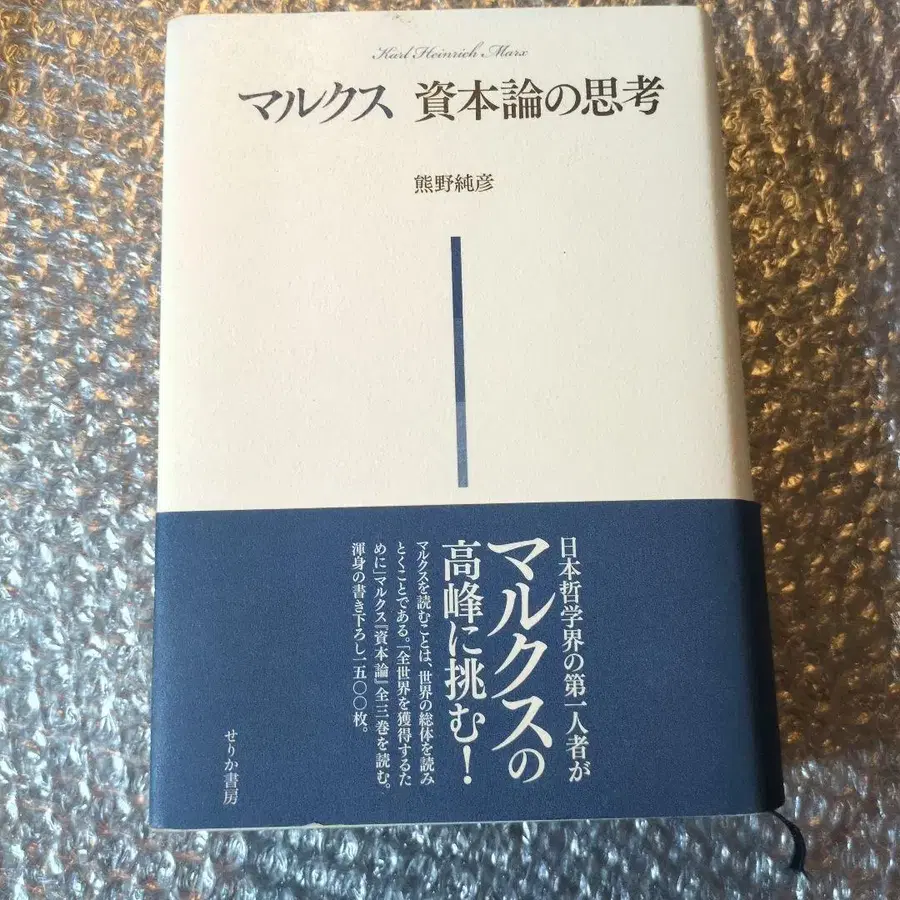 Karl Heinrich Marx
マルクス 資本論の思考
熊野純彦
日本哲学界の第一人者が
マルクスの
高峰に挑む!
マルクスを読むことは、世界の総体を読み
とくことである。「全世界を獲得するた
めに」マルクス『資本論』全三巻を読む。
渾身の書き下ろし一五〇〇枚。
せりか書房